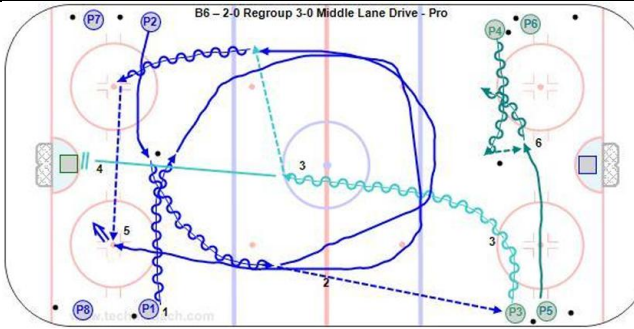 B6 – 2-0 Regroup 3-0 Middle Lane Drive - Pro
P7
P2
P4
P6
6
3
4
5
3
2
P8
P1
1
P3
P5